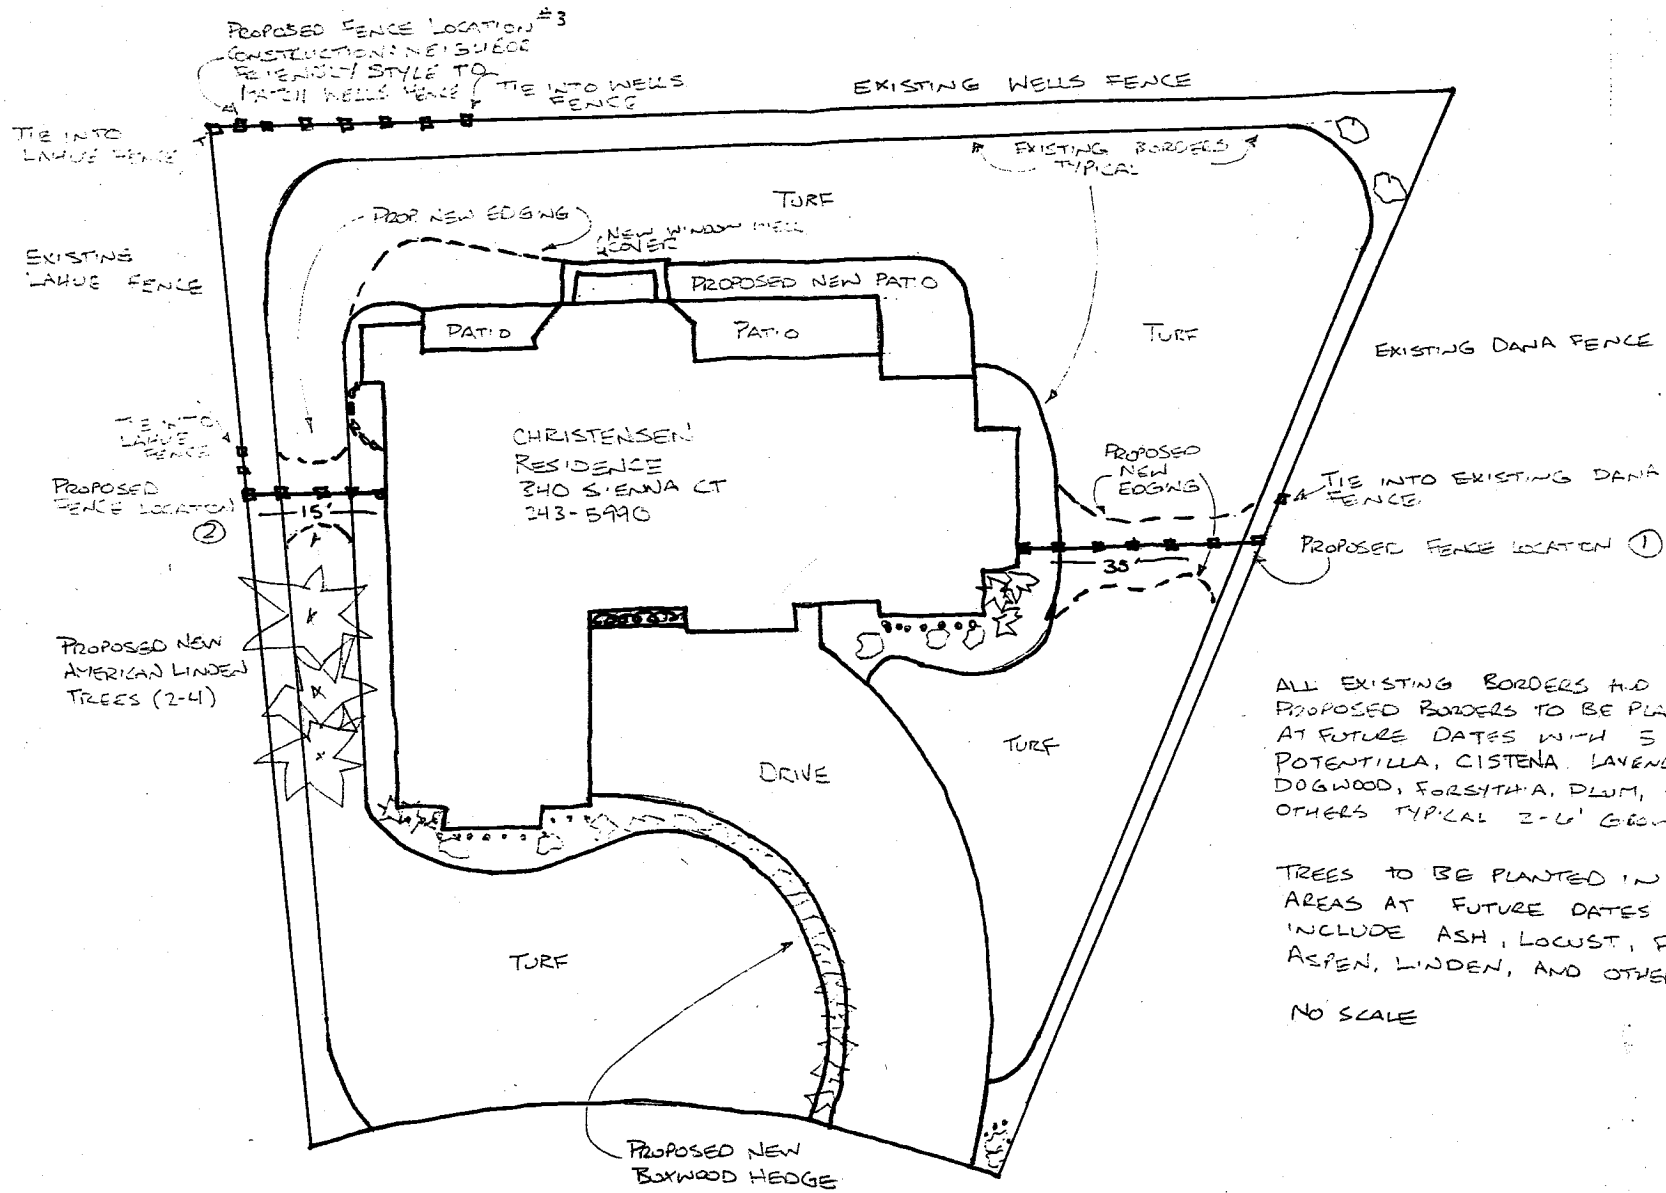 PROPOSED FENCE LOCATION #3
CONSTRUCTION: NEIGHBOR
FRIENDLY STYLE TO
MATCH WELLS FENCE
TIE INTO WELLS
FENCE
EXISTING WELLS FENCE
TIE INTO
LAHUE FENCE
EXISTING BORDERS
TYPICAL
TURF
PROP. NEW EDGING
NEW WINDOW WELL
COVER
EXISTING
LAHUE FENCE
PROPOSED NEW PATIO
PATIO
PATIO
TURF
EXISTING DANA FENCE
TIE INTO
LAHUE
FENCE
CHRISTENSEN
RESIDENCE
340 SIENNA CT
243-5990
PROPOSED
NEW
EDGING
TIE INTO EXISTING DANA
FENCE
PROPOSED
FENCE LOCATION
2
15'
PROPOSED FENCE LOCATION 1
35'
PROPOSED NEW
AMERICAN LINDEN
TREES (2-4)
ALL EXISTING BORDERS
PROPOSED BORDERS TO BE
AT FUTURE DATES WITH 5
POTENTILLA, CISTENA
DOGWOOD, FORSYTHIA, PLUM,
OTHERS TYPICAL 2-6'
TURF
DRIVE
TREES TO BE PLANTED IN
AREAS AT FUTURE DATES
INCLUDE ASH, LOCUST,
ASPEN, LINDEN, AND
TURF
NO SCALE
PROPOSED NEW
BOXWOOD HEDGE